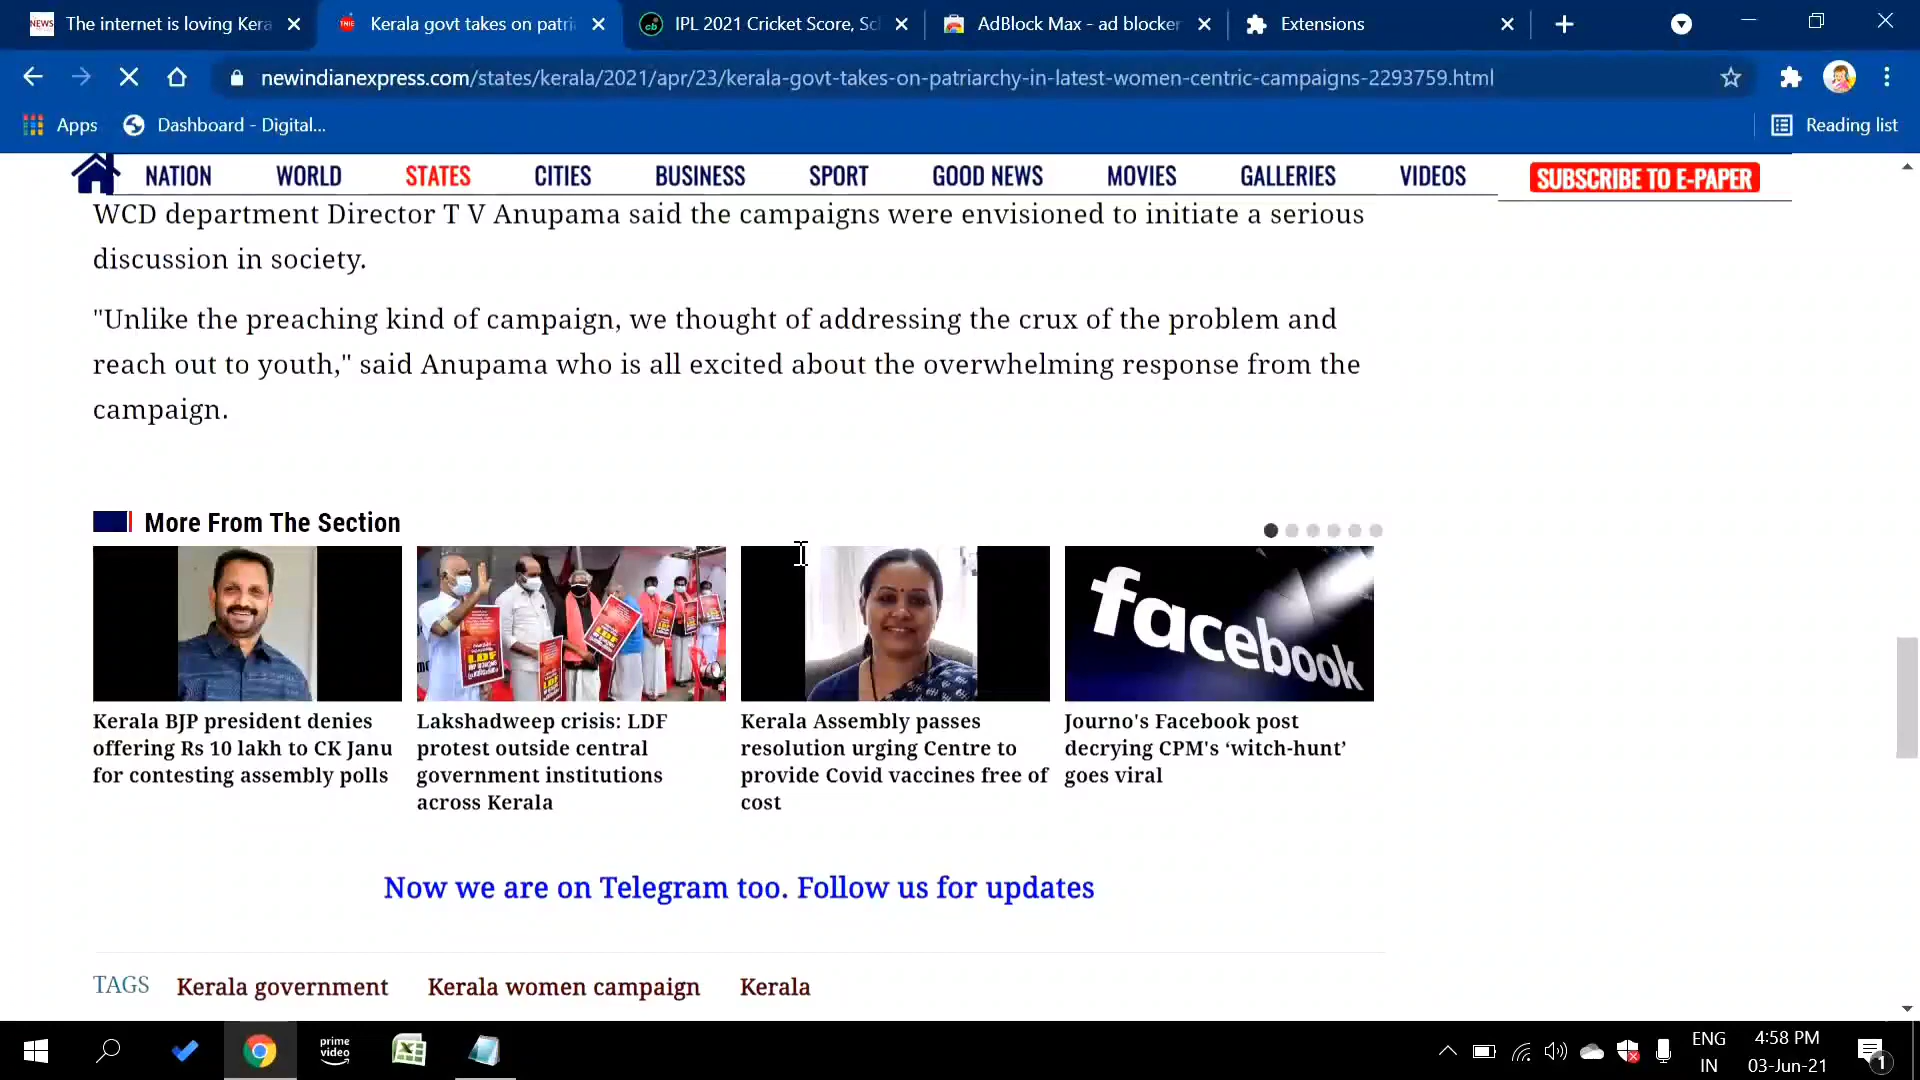 NEWS
The internet is loving Kera
TNIE
Kerala govt takes on patri
cb
IPL 2021 Cricket Score, Sc
AdBlock Max - ad blocker
Extensions
newindianexpress.com/states/kerala/2021/apr/23/kerala-govt-takes-on-patriarchy-in-latest-women-centric-campaigns-2293759.html
Apps
Dashboard - Digital...
Reading list
NATION
WORLD
STATES
CITIES
BUSINESS
SPORT
GOOD NEWS
MOVIES
GALLERIES
VIDEOS
SUBSCRIBE TO E-PAPER
WCD department Director T V Anupama said the campaigns were envisioned to initiate a serious
discussion in society.
"Unlike the preaching kind of campaign, we thought of addressing the crux of the problem and
reach out to youth," said Anupama who is all excited about the overwhelming response from the
campaign.
More From The Section
LDF
LDF
facebook
Kerala BJP president denies
offering Rs 10 lakh to CK Janu
for contesting assembly polls
Lakshadweep crisis: LDF
protest outside central
government institutions
across Kerala
Kerala Assembly passes
resolution urging Centre to
provide Covid vaccines free of
cost
Journo's Facebook post
decrying CPM's ‘witch-hunt’
goes viral
Now we are on Telegram too. Follow us for updates
TAGS
Kerala government
Kerala women campaign
Kerala
prime
video
ENG
IN
4:58 PM
03-Jun-21
1